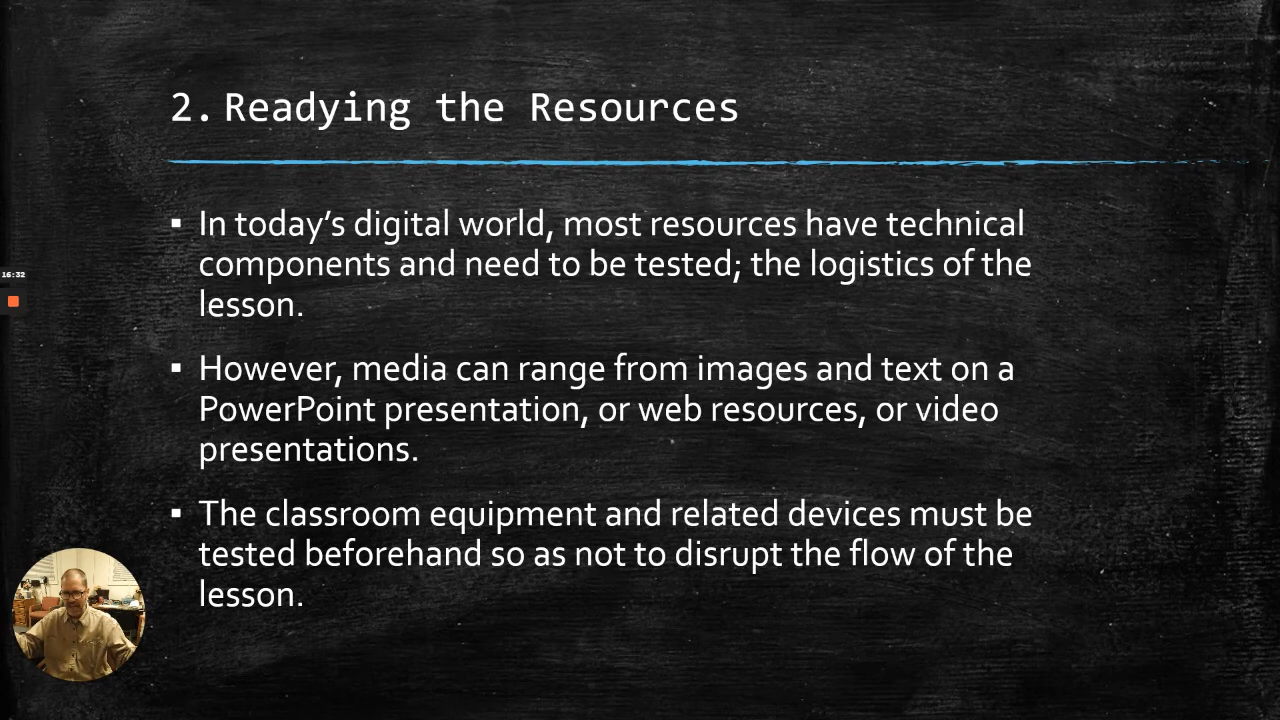 2. Readying the Resources
▪ In today’s digital world, most resources have technical
components and need to be tested; the logistics of the
lesson.
▪ However, media can range from images and text on a
PowerPoint presentation, or web resources, or video
presentations.
▪ The classroom equipment and related devices must be
tested beforehand so as not to disrupt the flow of the
lesson.
16:32